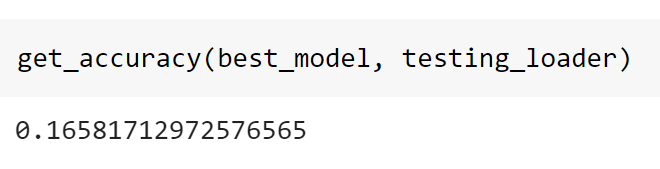 get_accuracy(best_model, testing_loader)
0.16581712972576565